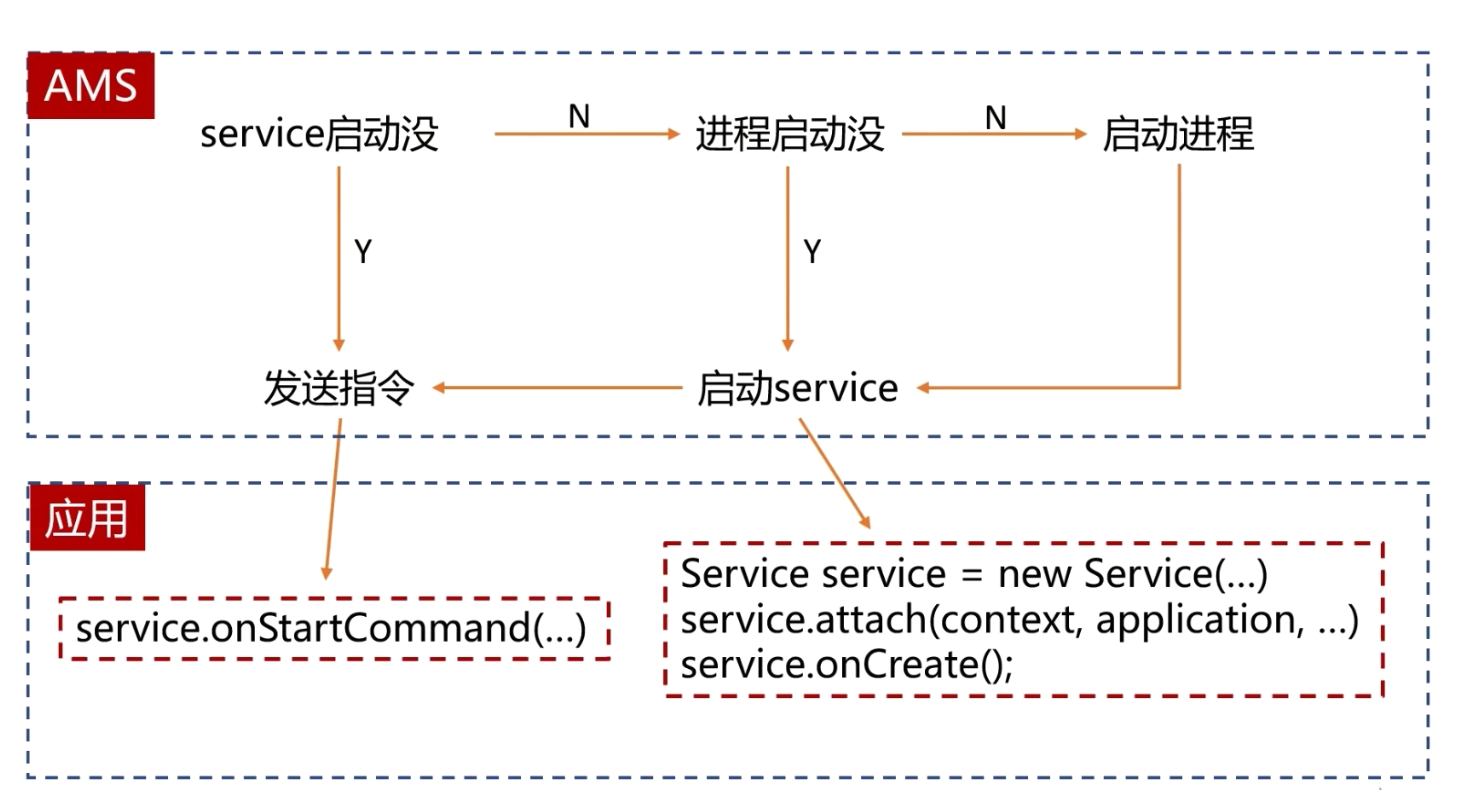 AMS
service启动没
N
进程启动没
N
启动进程
Y
Y
发送指令
启动service
应用
service.onStartCommand(...)
Service service = new Service(...)
service.attach(context, application, ...)
service.onCreate();